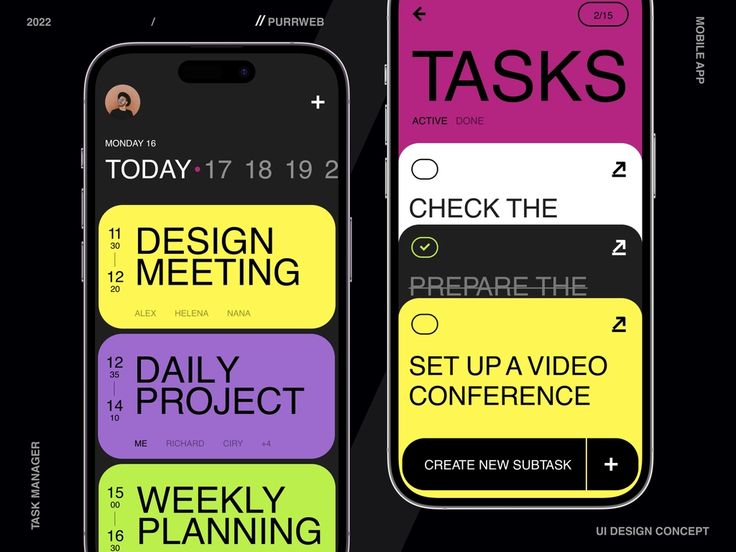 2022
/
// PURRWEB
MOBILE APP
+
MONDAY 16
TODAY • 17 18 19 2
11
30
12
20
DESIGN
MEETING
ALEX HELENA NANA
12
35
14
10
DAILY
PROJECT
ME RICHARD CIRY +4
15
00
16
30
WEEKLY
PLANNING
2/15
TASKS
ACTIVE DONE
CHECK THE
PREPARE THE
SET UP A VIDEO
CONFERENCE
CREATE NEW SUBTASK +
TASK MANAGER
UI DESIGN CONCEPT